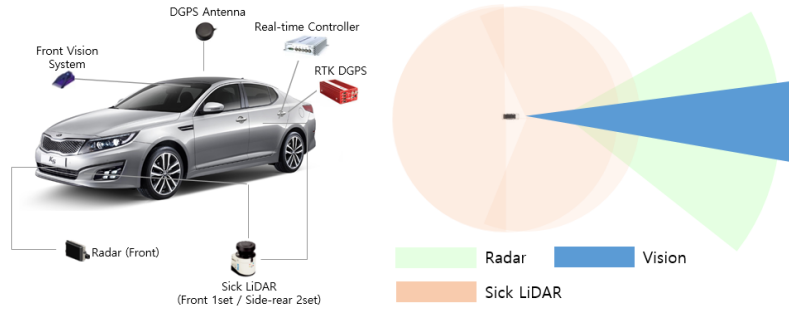 DGPS Antenna
Real-time Controller
Front Vision
System
RTK DGPS
Radar (Front)
Sick LiDAR
(Front 1set / Side-rear 2set)
Radar
Vision
Sick LiDAR